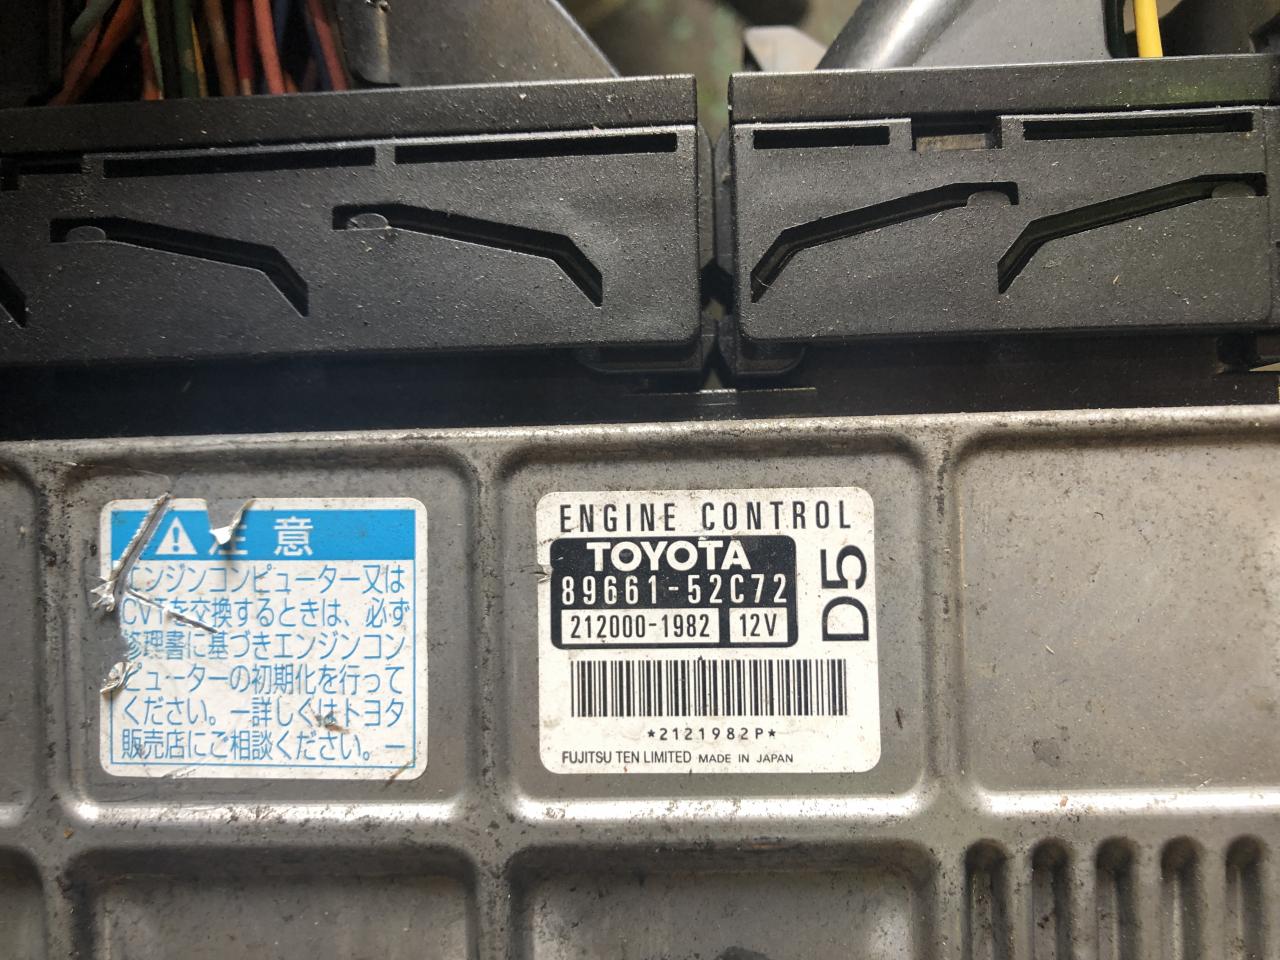 注意
エンジンコンピューター又は
CVTを交換するときは、必ず
修理書に基づきエンジンコン
ピューターの初期化を行って
ください。ー詳しくはトヨタ
販売店にご相談ください。ー
ENGINE CONTROL
TOYOTA
89661-52C72
212000-1982 12V
D5
*2121982P*
FUJITSU TEN LIMITED MADE IN JAPAN